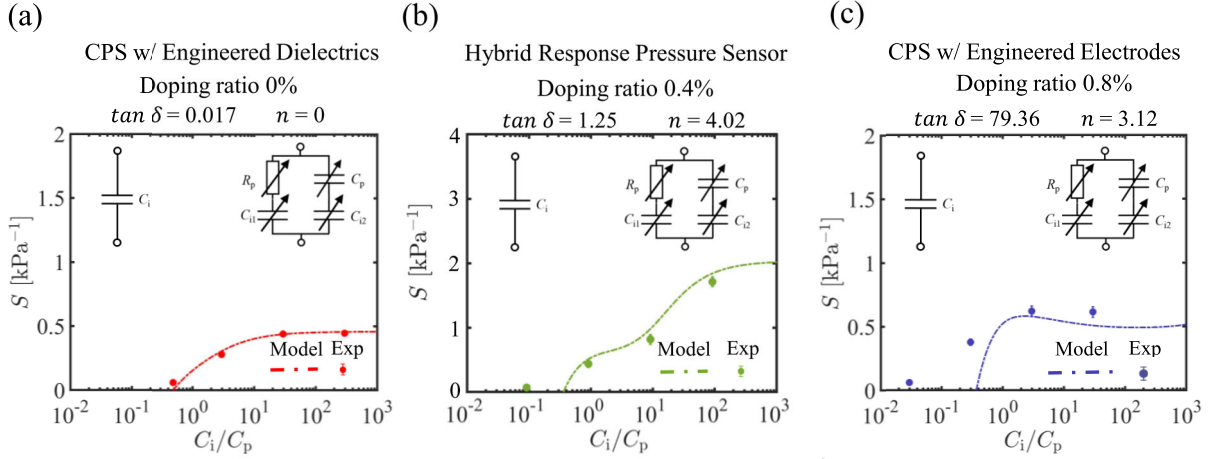 (a)
CPS w/ Engineered Dielectrics
Doping ratio 0%
tan δ = 0.017 n = 0
2
1.5
1
0.5
0
S [kPa⁻¹]
Cᵢ
Rₚ
Cₚ
Cᵢ₁
Cᵢ₂
Model Exp
10⁻² 10⁻¹ 10⁰ 10¹ 10² 10³
Cᵢ/Cₚ
(b)
Hybrid Response Pressure Sensor
Doping ratio 0.4%
tan δ = 1.25 n = 4.02
4
3
2
1
0
S [kPa⁻¹]
Cᵢ
Rₚ
Cₚ
Cᵢ₁
Cᵢ₂
Model Exp
10⁻² 10⁻¹ 10⁰ 10¹ 10² 10³
Cᵢ/Cₚ
(c)
CPS w/ Engineered Electrodes
Doping ratio 0.8%
tan δ = 79.36 n = 3.12
2
1.5
1
0.5
0
S [kPa⁻¹]
Cᵢ
Rₚ
Cₚ
Cᵢ₁
Cᵢ₂
Model Exp
10⁻² 10⁻¹ 10⁰ 10¹ 10² 10³
Cᵢ/Cₚ